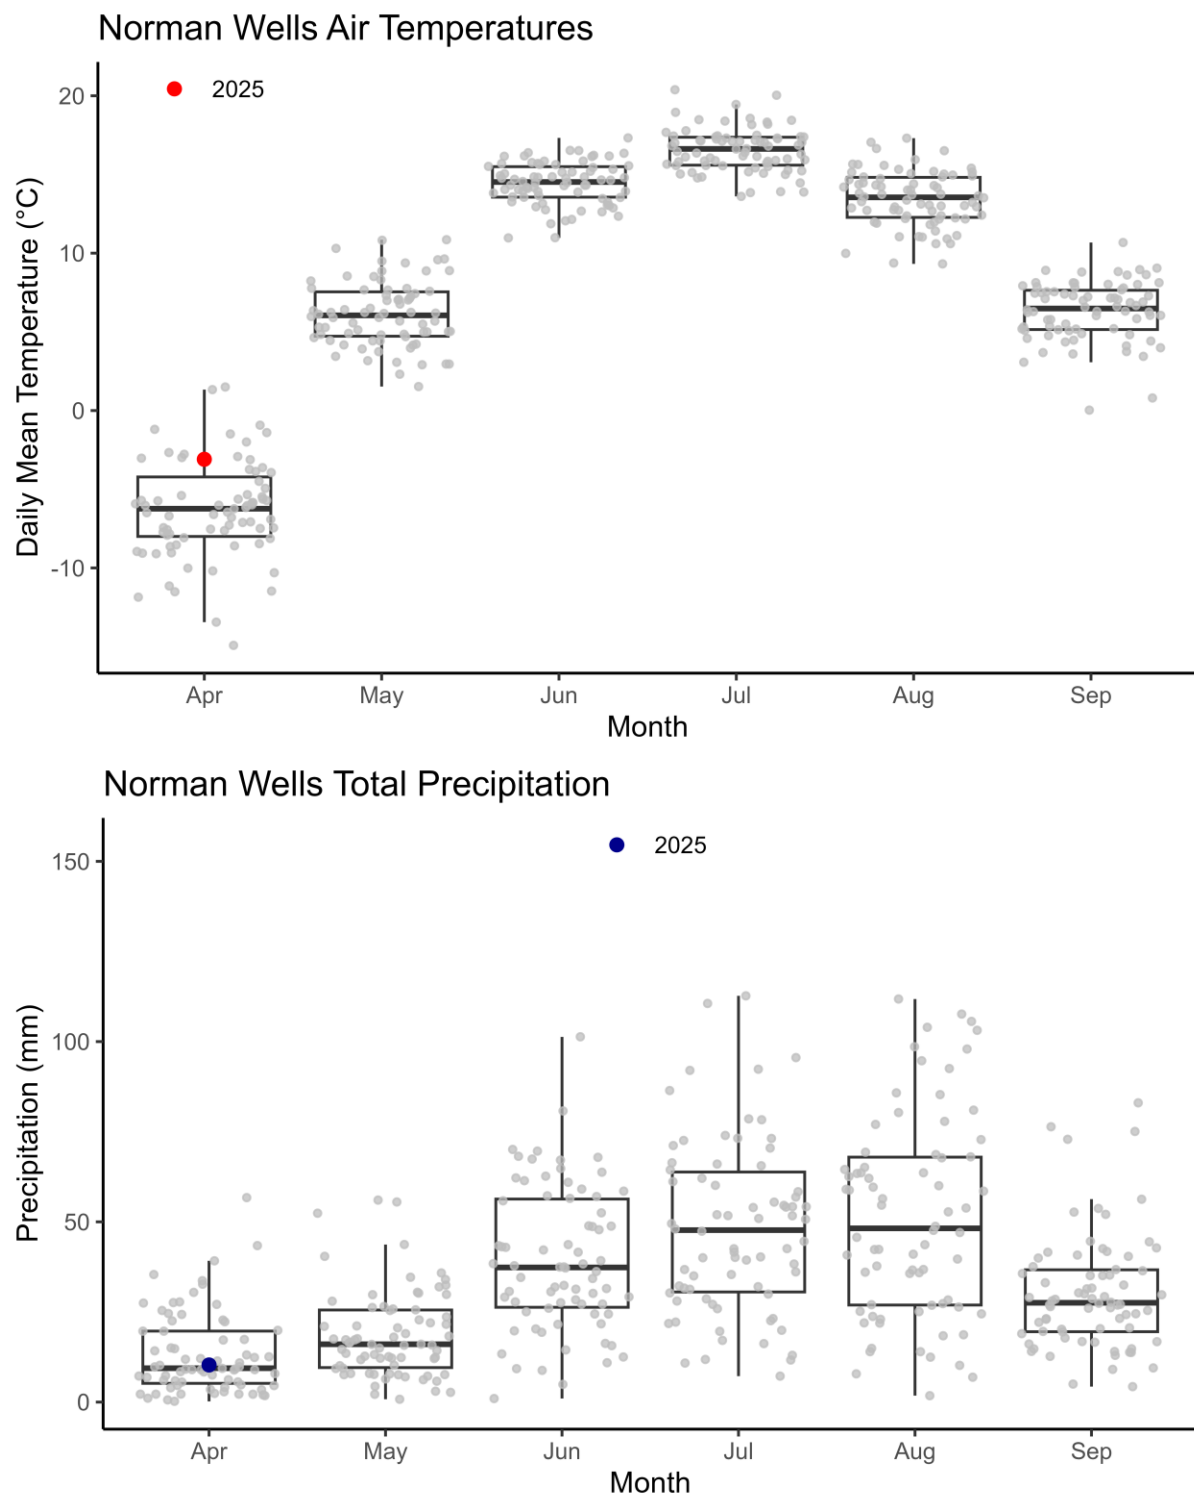 Norman Wells Air Temperatures
2025
20
10
0
-10
Daily Mean Temperature (°C)
Apr May Jun Jul Aug Sep
Month
Norman Wells Total Precipitation
2025
150
100
50
0
Precipitation (mm)
Apr May Jun Jul Aug Sep
Month